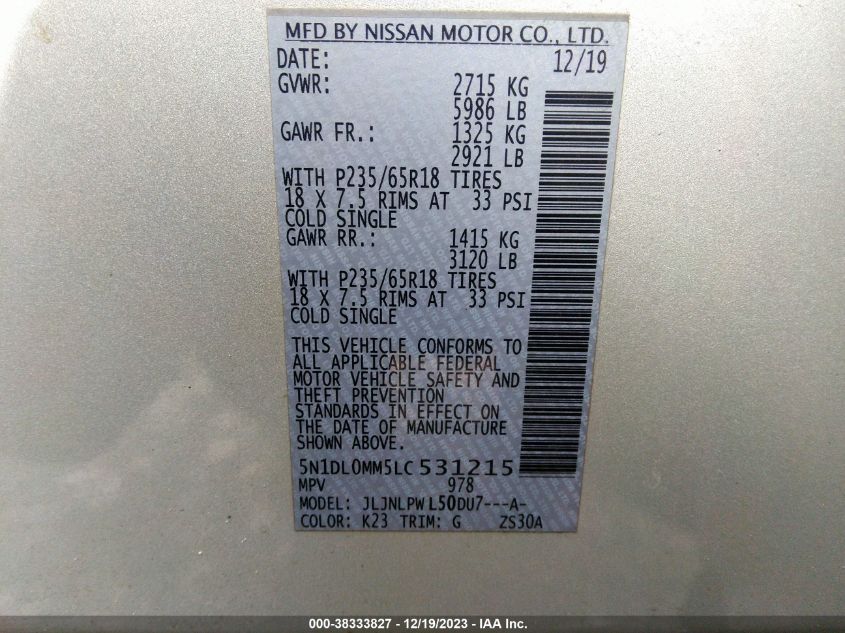 MFD BY NISSAN MOTOR CO., LTD.
DATE: 12/19
GVWR: 2715 KG
5986 LB
GAWR FR.: 1325 KG
2921 LB
WITH P235/65R18 TIRES
18 X 7.5 RIMS AT 33 PSI
COLD SINGLE
GAWR RR.: 1415 KG
3120 LB
WITH P235/65R18 TIRES
18 X 7.5 RIMS AT 33 PSI
COLD SINGLE
THIS VEHICLE CONFORMS TO
ALL APPLICABLE FEDERAL
MOTOR VEHICLE SAFETY AND
THEFT PREVENTION
STANDARDS IN EFFECT ON
THE DATE OF MANUFACTURE
SHOWN ABOVE.
5N1DL0MM5LC531215
MPV 978
MODEL: JLJNLPWL50DU7---A-
COLOR: K23 TRIM: G ZS30A
000-38333827 - 12/19/2023 - IAA Inc.